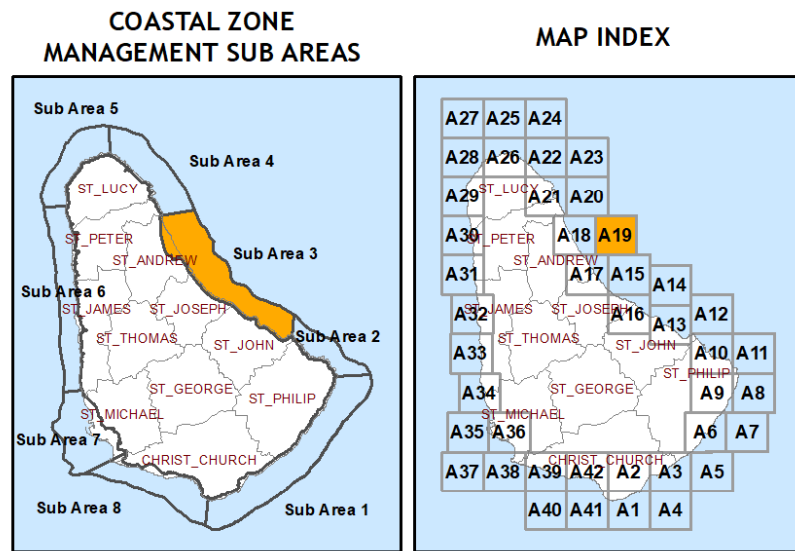 COASTAL ZONE
MANAGEMENT SUB AREAS
Sub Area 5
Sub Area 4
ST_LUCY
Sub Area 3
ST_PETER
ST_ANDREW
Sub Area 6
ST_JAMES
ST_JOSEPH
Sub Area 2
ST_THOMAS
ST_JOHN
ST_GEORGE
ST_PHILIP
ST_MICHAEL
Sub Area 7
CHRIST_CHURCH
Sub Area 8
Sub Area 1
MAP INDEX
A27 A25 A24
A28 A26 A22 A23
ST_LUCY
A29 A21 A20
A30 A18 A19
ST_PETER
ST_ANDREW
A31 A17 A15
A14
ST_JAMES
ST_JOSEPH
A32 A16 A12
A13
ST_THOMAS
ST_JOHN
A33 A10 A11
ST_PHILIP
ST_GEORGE
A34 A9 A8
ST_MICHAEL
A35 A36 A6 A7
CHRIST_CHURCH
A37 A38 A39 A42 A2 A3 A5
A40 A41 A1 A4